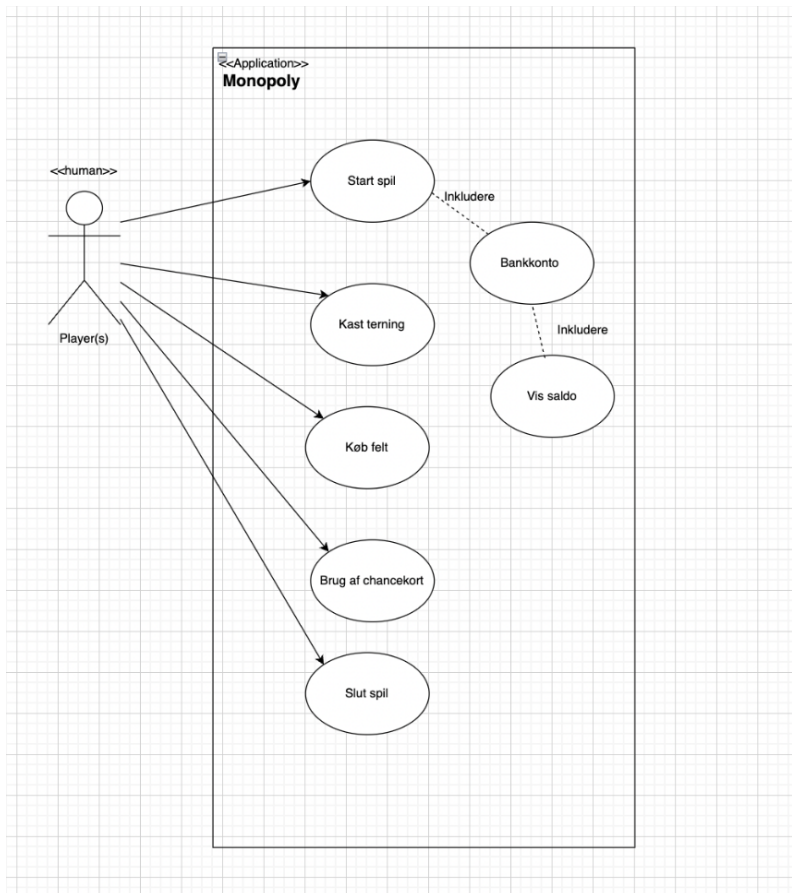 <<Application>>
Monopoly
<<human>>
Player(s)
Start spil
Inkludere
Bankkonto
Inkludere
Vis saldo
Kast terning
Køb felt
Brug af chancekort
Slut spil